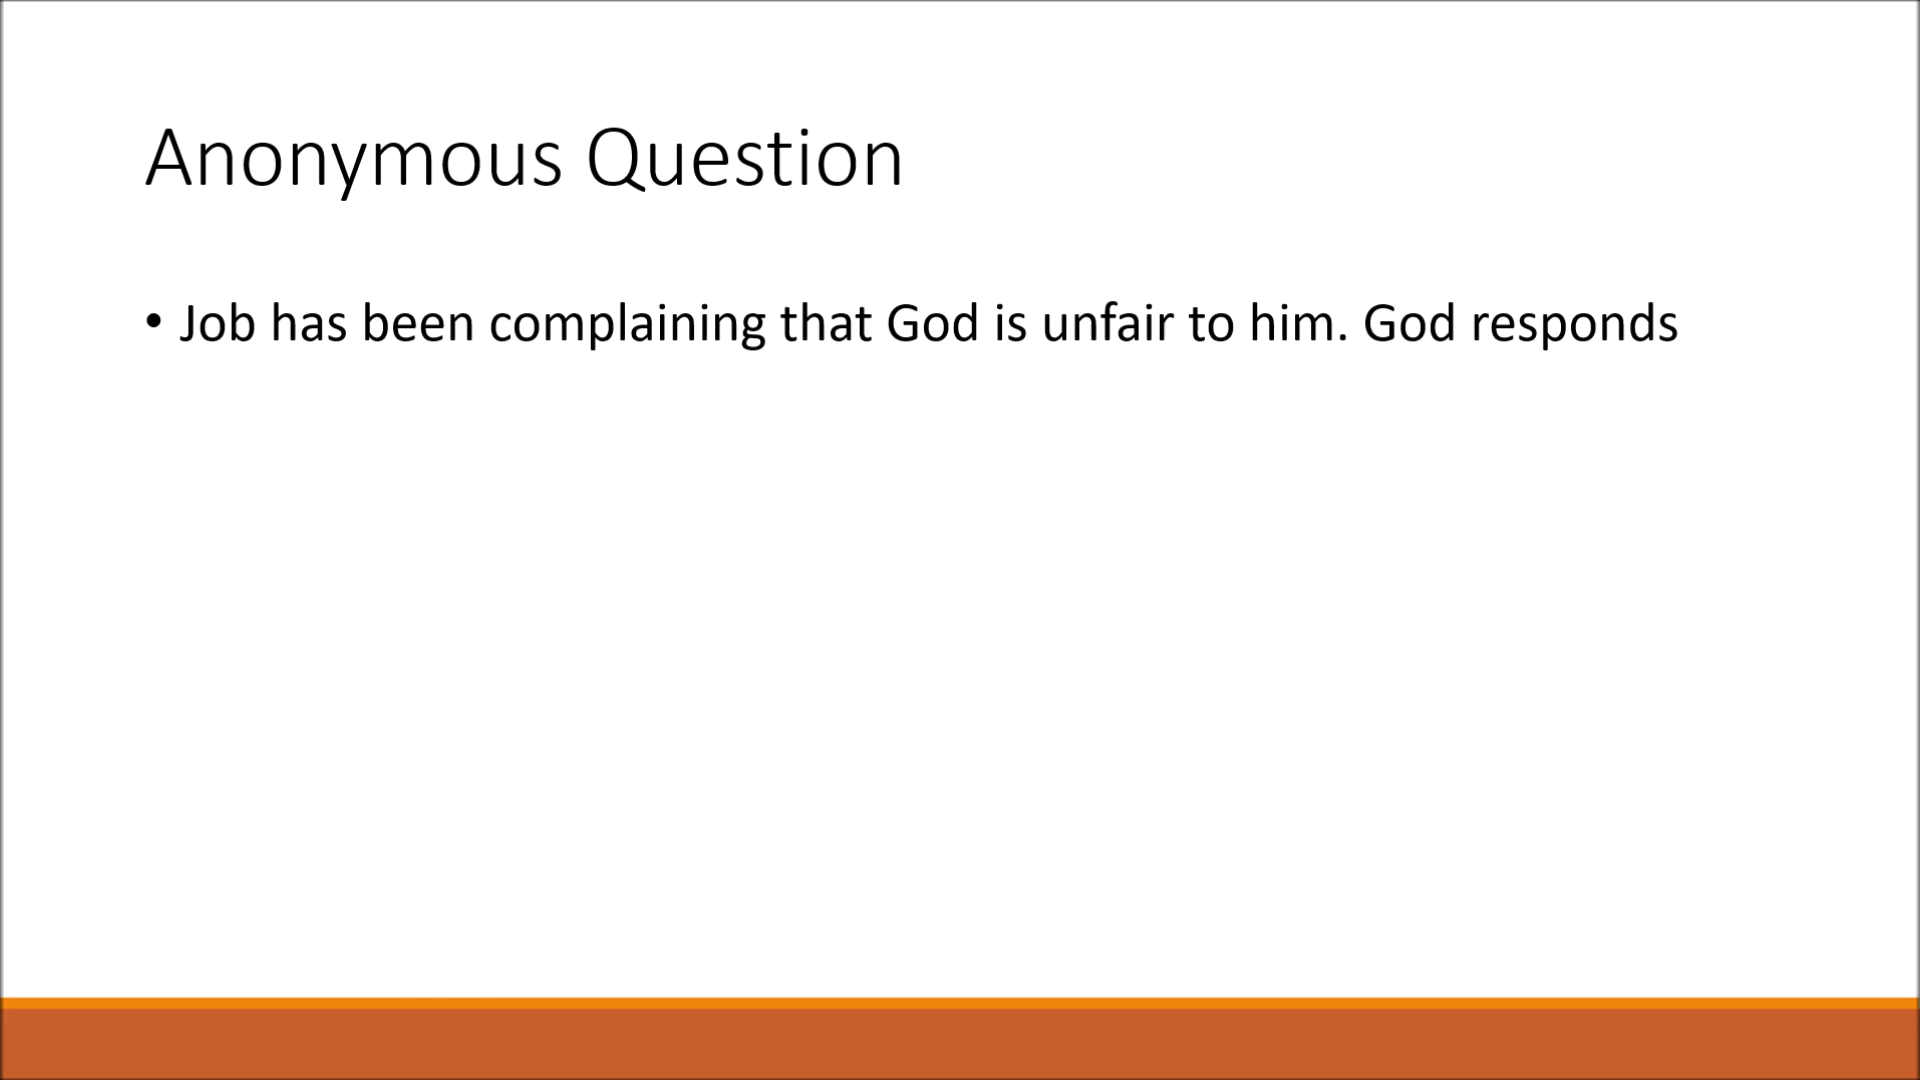 Anonymous Question
• Job has been complaining that God is unfair to him. God responds